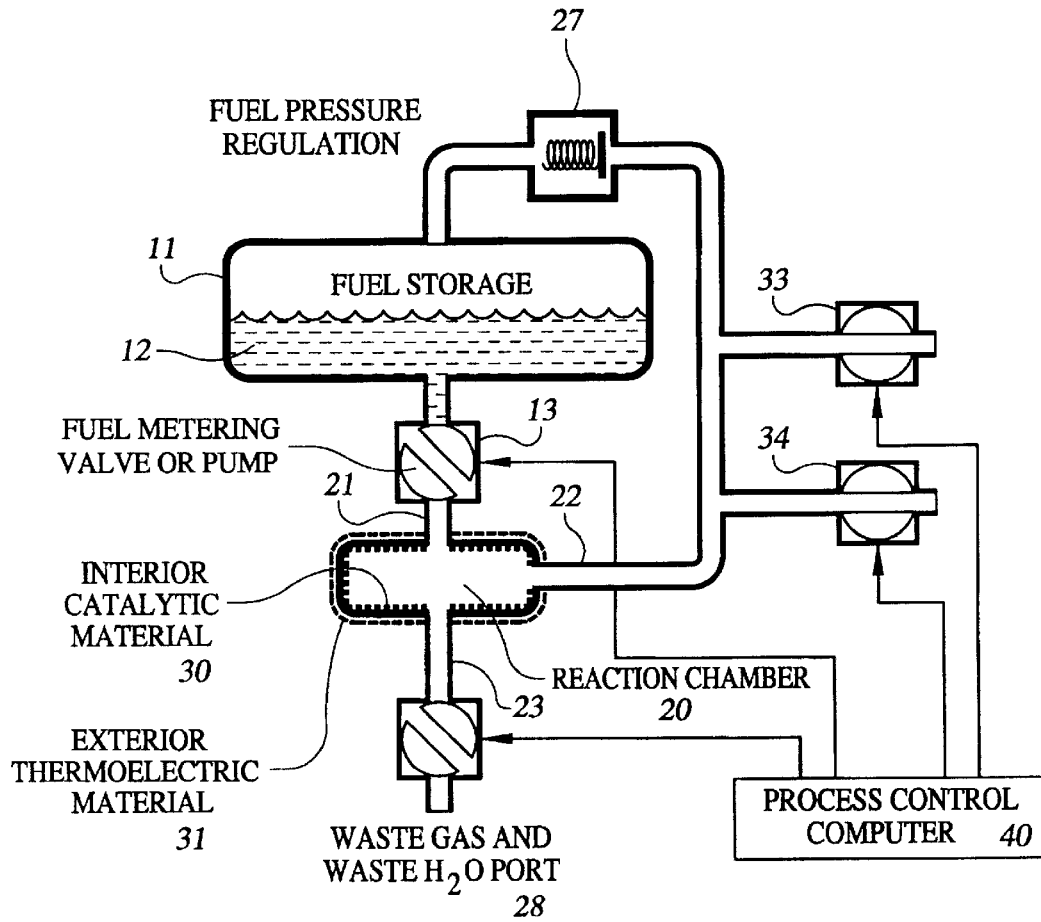 27
FUEL PRESSURE
REGULATION
11
FUEL STORAGE
33
12
FUEL METERING
VALVE OR PUMP
13
34
21
22
INTERIOR
CATALYTIC
MATERIAL
30
REACTION CHAMBER
20
23
EXTERIOR
THERMOELECTRIC
MATERIAL
31
PROCESS CONTROL
COMPUTER 40
WASTE GAS AND
WASTE H2O PORT
28